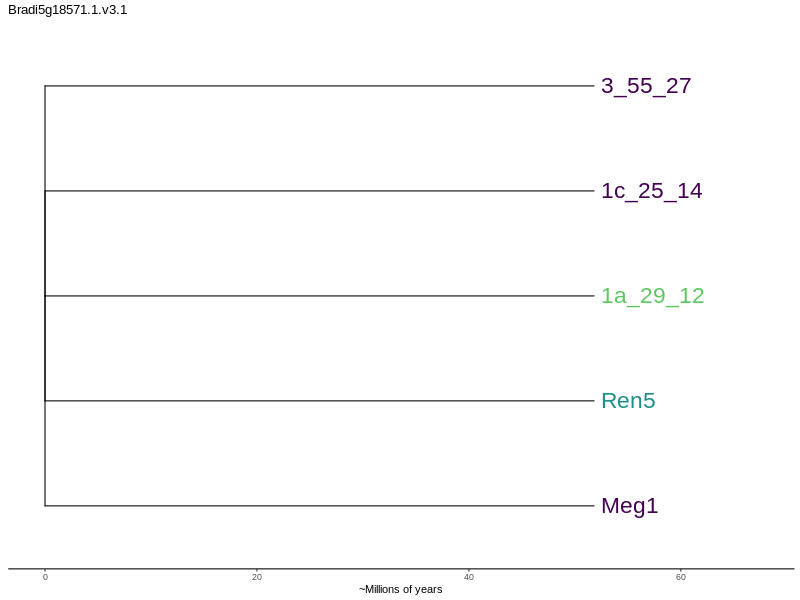 Bradi5g18571.1.v3.1
3_55_27
1c_25_14
1a_29_12
Ren5
Meg1
0 20 40 60
~Millions of years